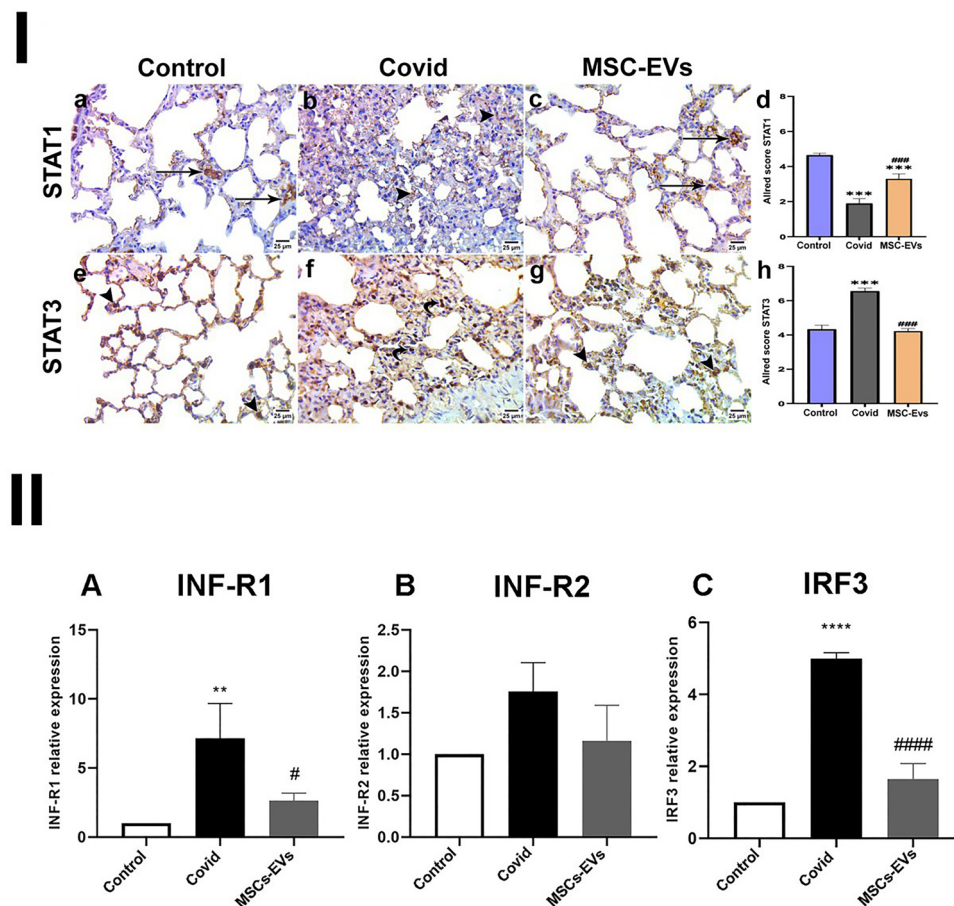 I
Control
Covid
MSC-EVs
STAT1
a
25 µm
b
25 µm
c
25 µm
d
Allred score STAT1
8
6
4
2
0
***
###
***
Control
Covid
MSC-EVs
STAT3
e
25 µm
f
25 µm
g
25 µm
h
Allred score STAT3
8
6
4
2
0
***
###
Control
Covid
MSC-Evs
II
A
INF-R1
INF-R1 relative expression
15
10
5
0
**
#
Control
Covid
MSCs-EVs
B
INF-R2
INF-R2 relative expression
2.5
2.0
1.5
1.0
0.5
0.0
Control
Covid
MSCs-EVs
C
IRF3
IRF3 relative expression
6
4
2
0
****
####
Control
Covid
MSCs-EVs